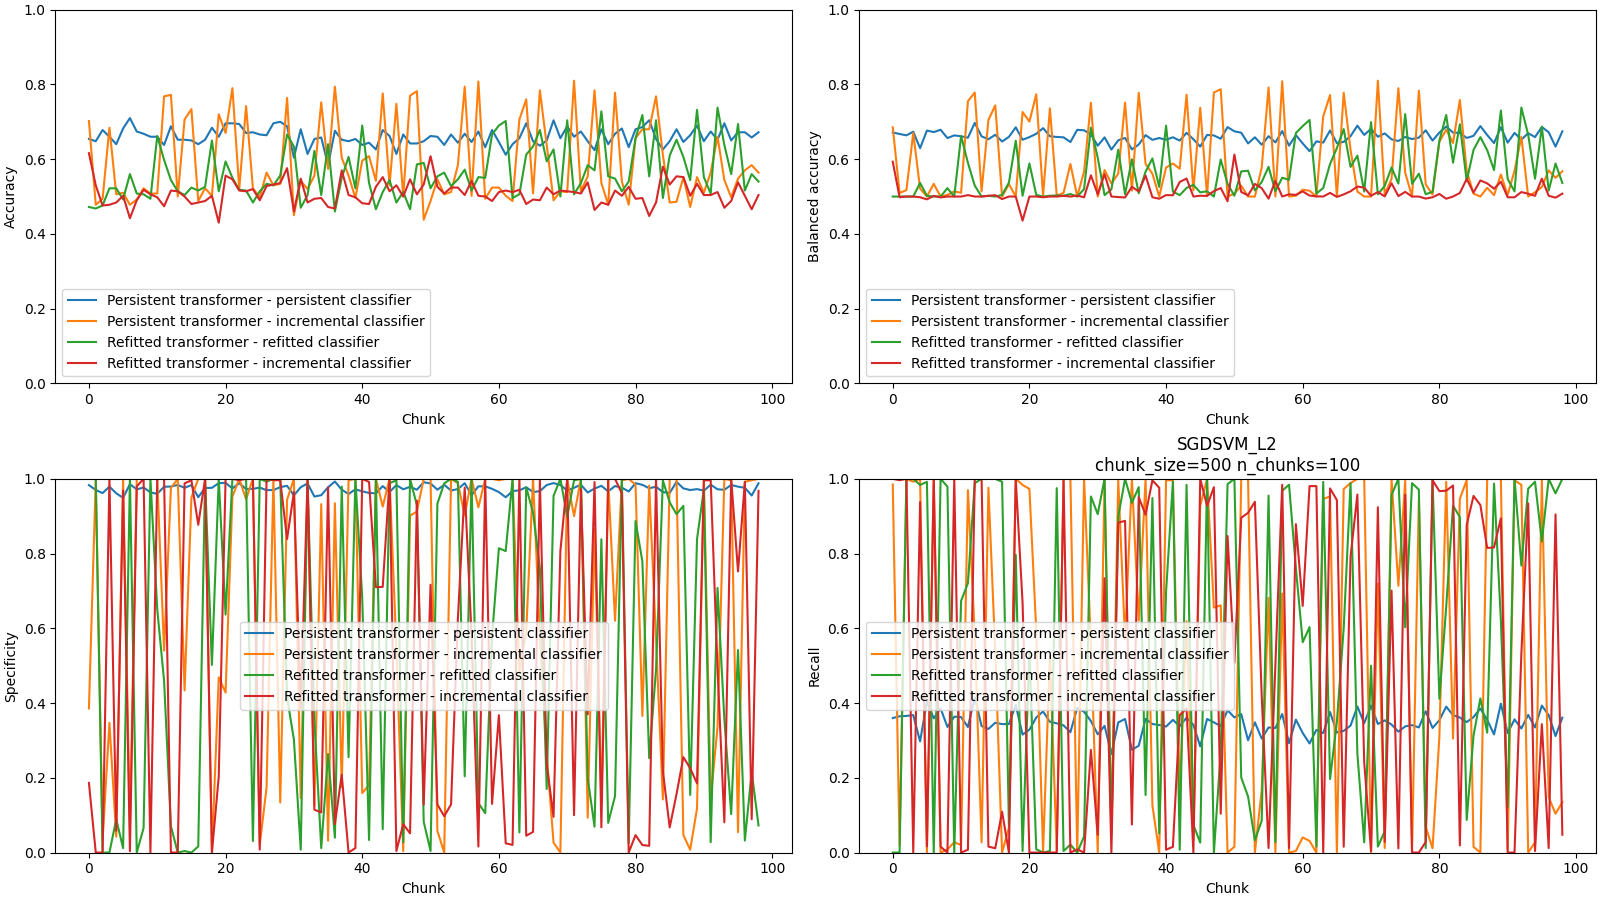 1.0
0.8
0.6
0.4
0.2
0.0
Accuracy
Persistent transformer - persistent classifier
Persistent transformer - incremental classifier
Refitted transformer - refitted classifier
Refitted transformer - incremental classifier
0 20 40 60 80 100
Chunk
1.0
0.8
0.6
0.4
0.2
0.0
Balanced accuracy
Persistent transformer - persistent classifier
Persistent transformer - incremental classifier
Refitted transformer - refitted classifier
Refitted transformer - incremental classifier
0 20 40 60 80 100
Chunk
1.0
0.8
0.6
0.4
0.2
0.0
Specificity
Persistent transformer - persistent classifier
Persistent transformer - incremental classifier
Refitted transformer - refitted classifier
Refitted transformer - incremental classifier
0 20 40 60 80 100
Chunk
SGDSVM_L2
chunk_size=500 n_chunks=100
1.0
0.8
0.6
0.4
0.2
0.0
Recall
Persistent transformer - persistent classifier
Persistent transformer - incremental classifier
Refitted transformer - refitted classifier
Refitted transformer - incremental classifier
0 20 40 60 80 100
Chunk